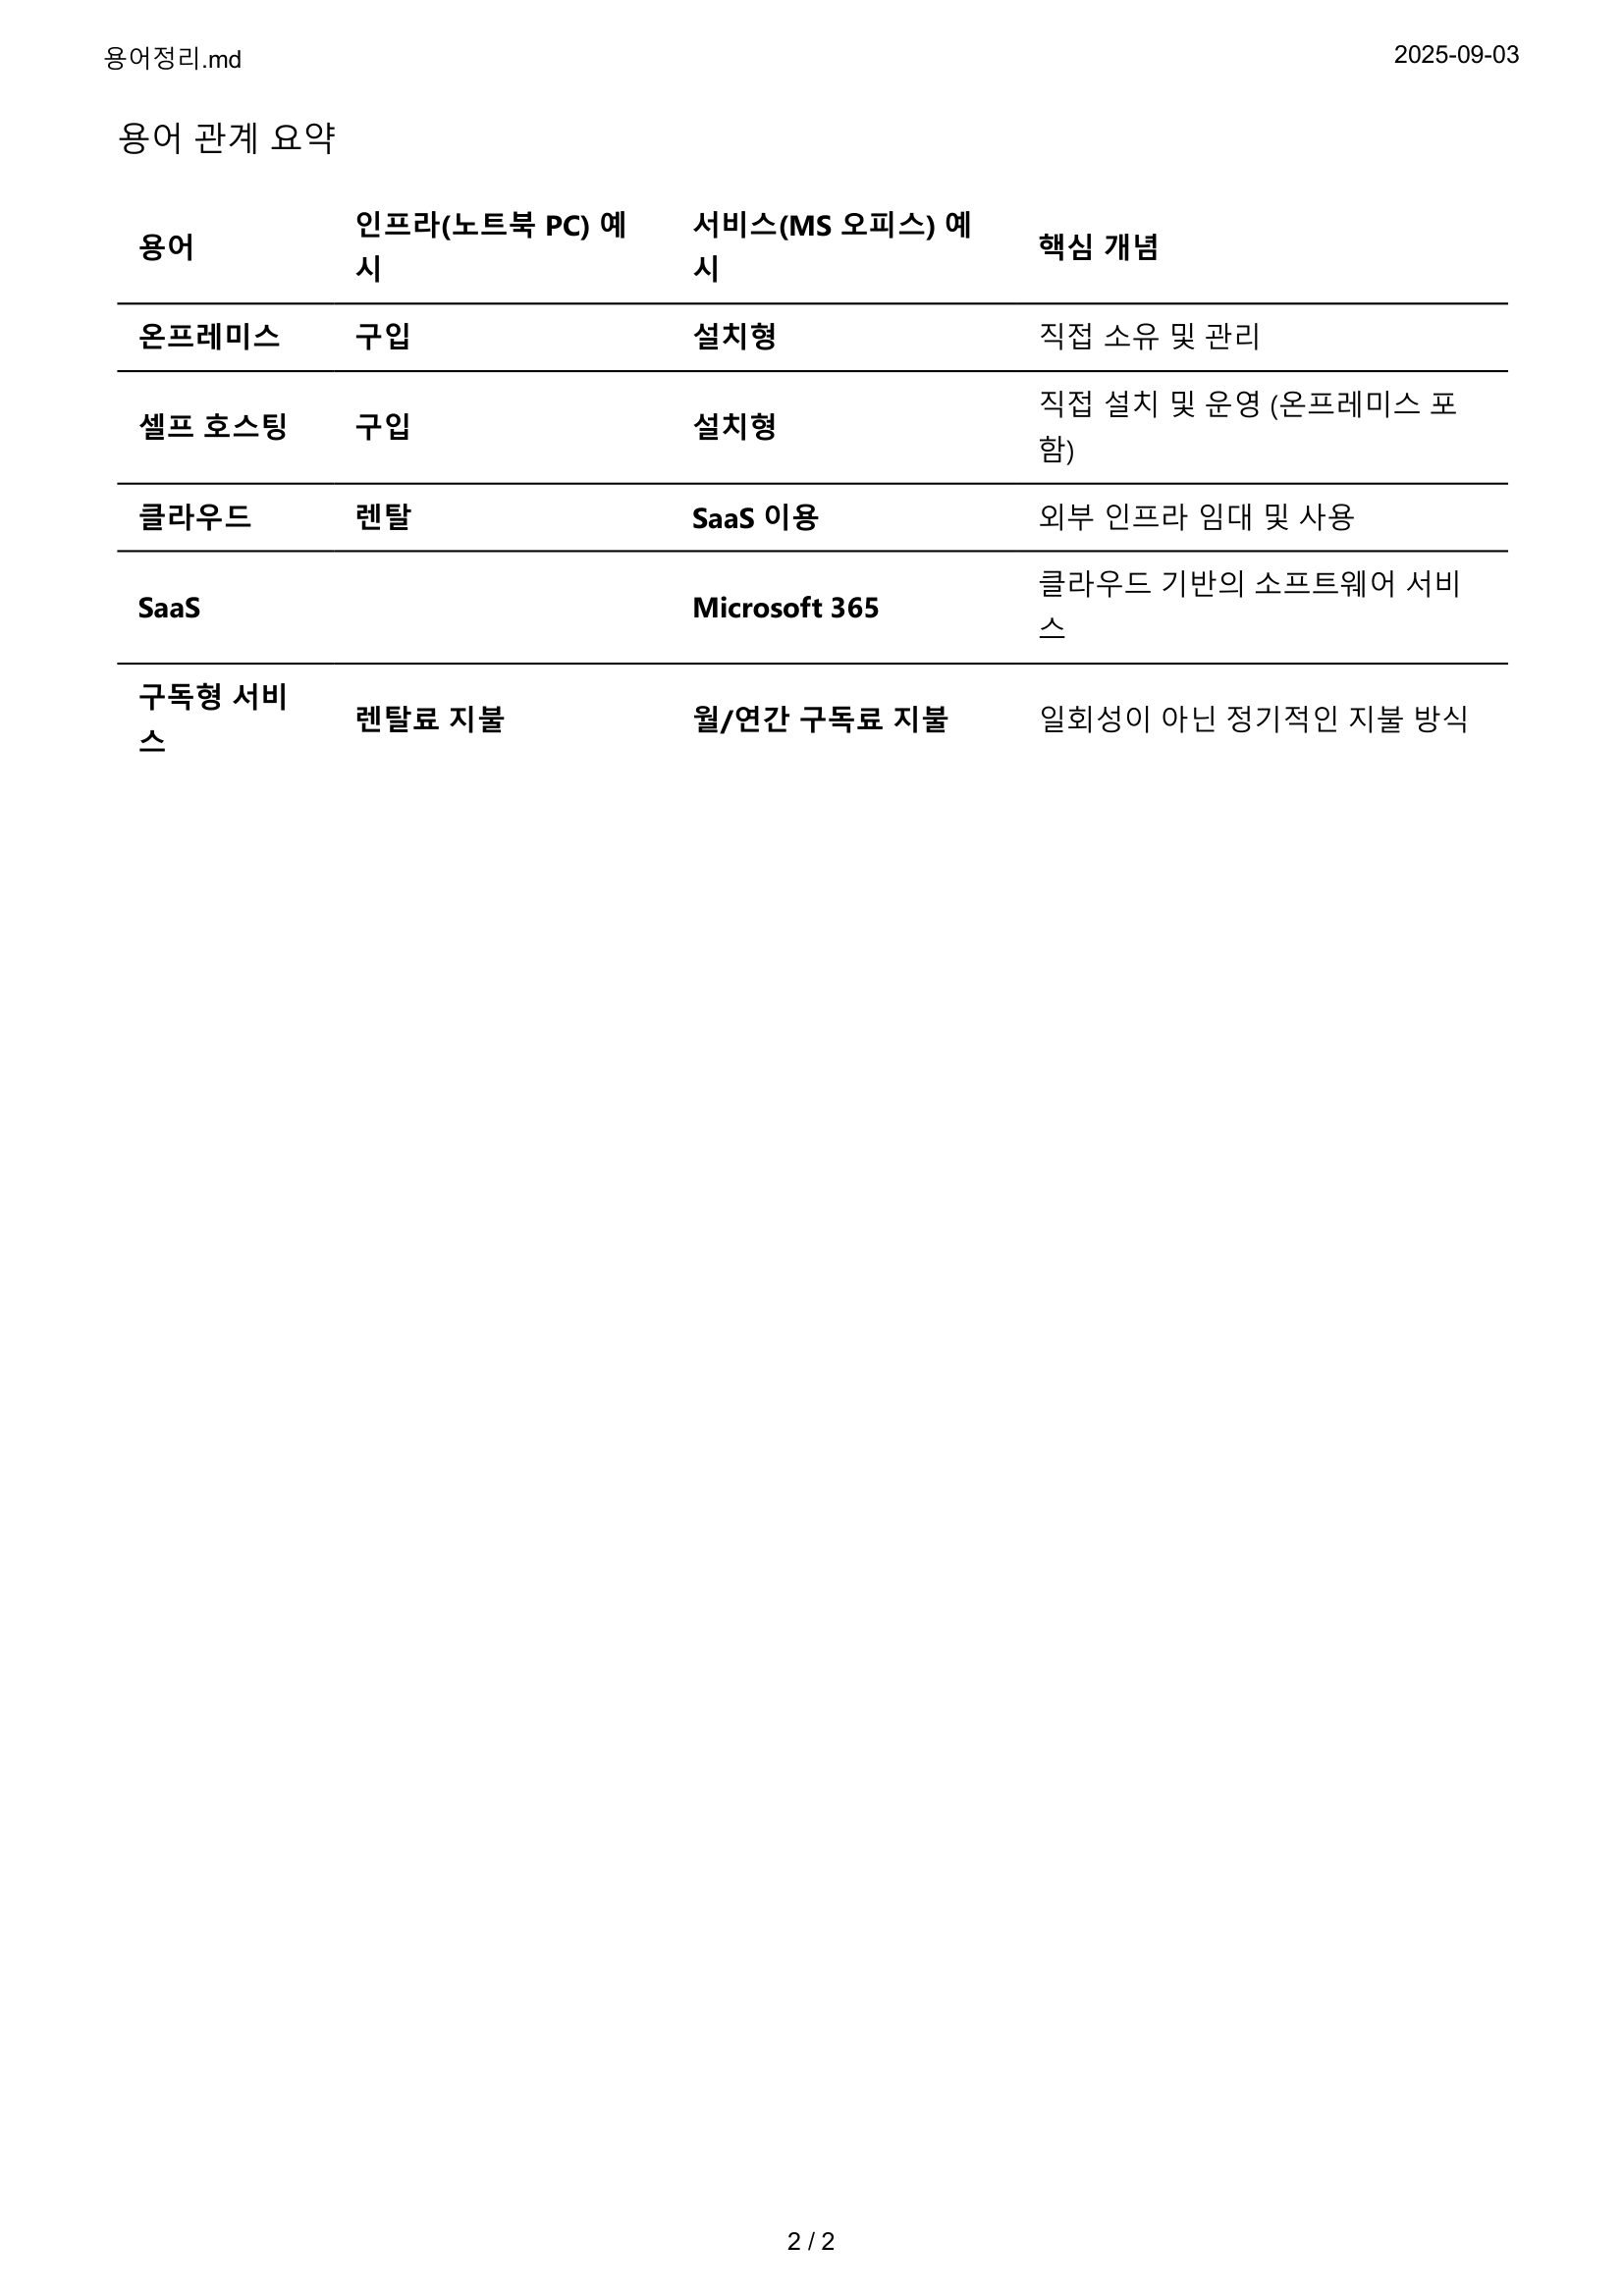 용어정리.md
2025-09-03
용어 관계 요약
용어
인프라(노트북 PC) 예
시
서비스(MS 오피스) 예
시
핵심 개념
온프레미스
구입
설치형
직접 소유 및 관리
셀프 호스팅
구입
설치형
직접 설치 및 운영 (온프레미스 포
함)
클라우드
렌탈
SaaS 이용
외부 인프라 임대 및 사용
SaaS
Microsoft 365
클라우드 기반의 소프트웨어 서비
스
구독형 서비
스
렌탈료 지불
월/연간 구독료 지불
일회성이 아닌 정기적인 지불 방식
2 / 2